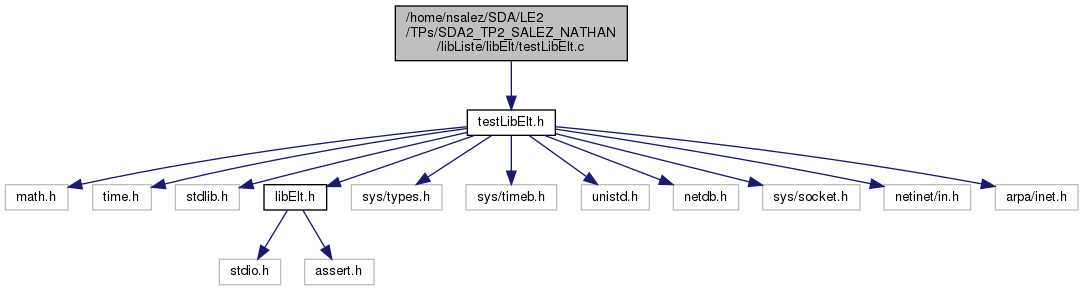 /home/nsalez/SDA/LE2
/TPs/SDA2_TP2_SALEZ_NATHAN
/libListe/libElt/testLibElt.c
testLibElt.h
math.h
time.h
stdlib.h
libElt.h
sys/types.h
sys/timeb.h
unistd.h
netdb.h
sys/socket.h
netinet/in.h
arpa/inet.h
stdio.h
assert.h